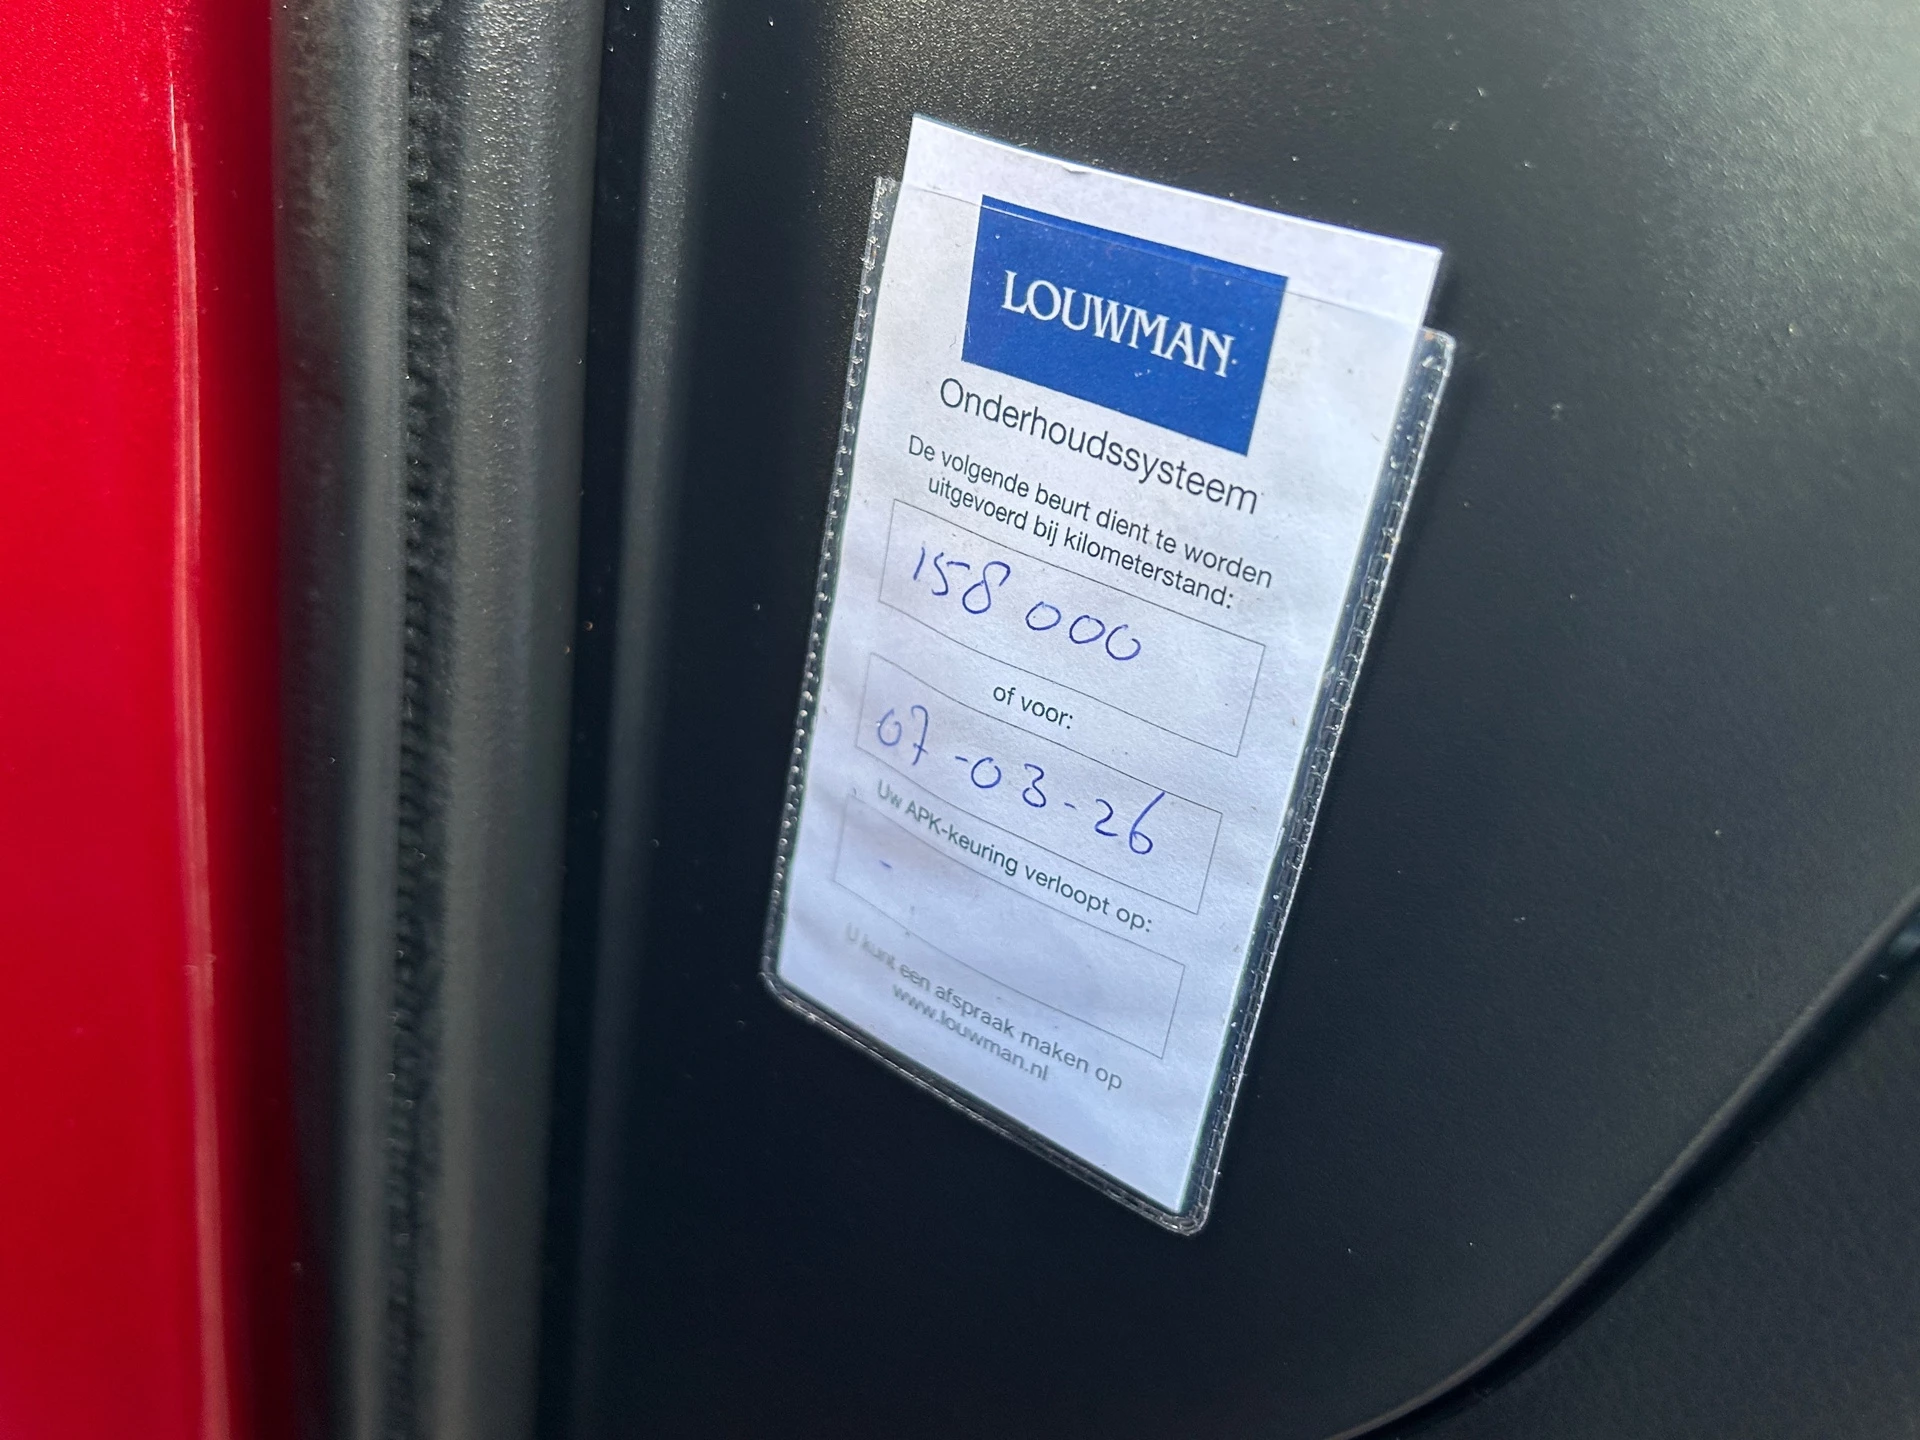 LOUWMAN
Onderhoudssysteem
De volgende beurt dient te worden
uitgevoerd bij kilometerstand:
158 000
of voor:
07-03-26
Uw APK-keuring verloopt op:
-
U kunt een afspraak maken op
www.louwman.nl